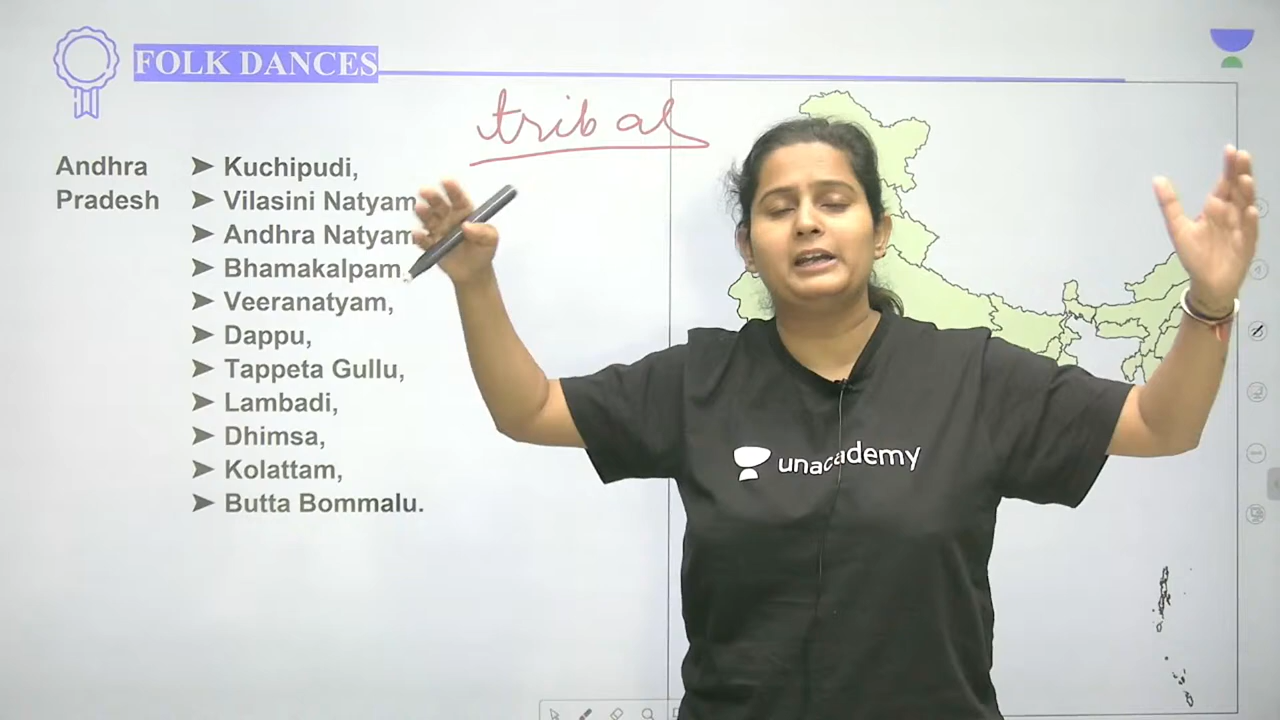 FOLK DANCES
tribal
Andhra
Pradesh
➤ Kuchipudi,
➤ Vilasini Natyam
➤ Andhra Natyam
➤ Bhamakalpam,
➤ Veeranatyam,
➤ Dappu,
➤ Tappeta Gullu,
➤ Lambadi,
➤ Dhimsa,
➤ Kolattam,
➤ Butta Bommalu.
unacademy